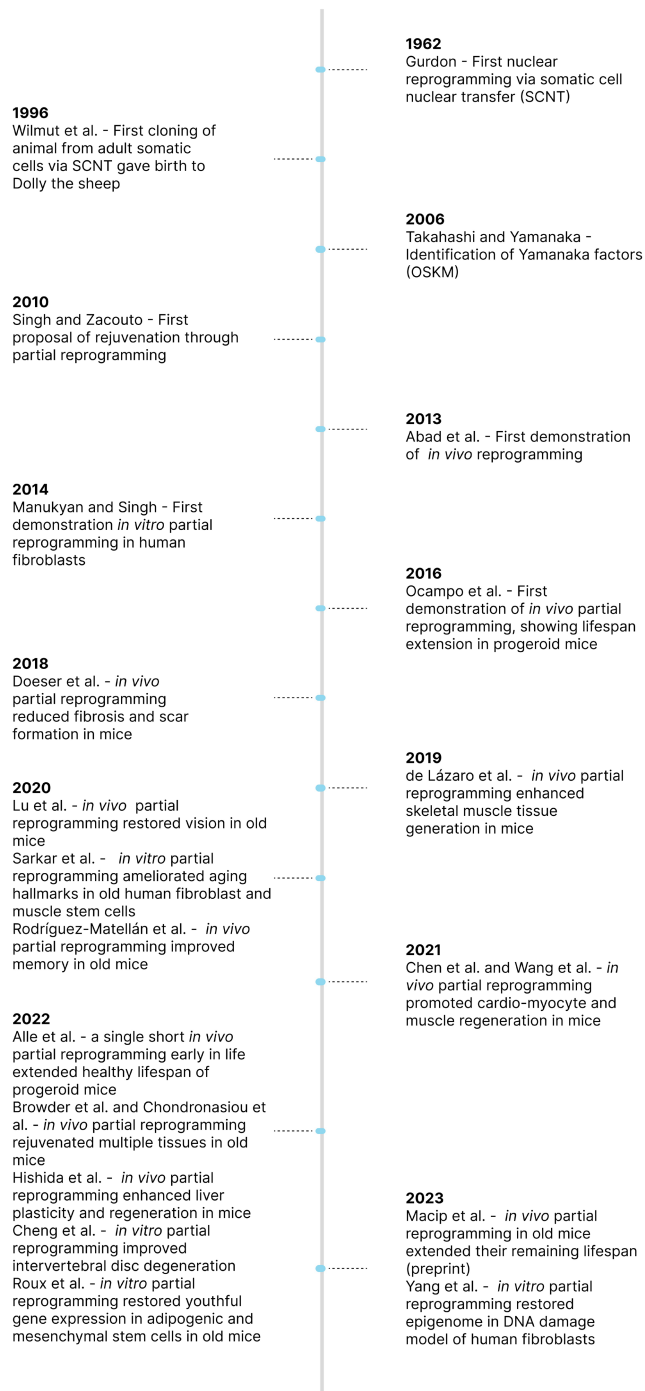 1962
Gurdon - First nuclear
reprogramming via somatic cell
nuclear transfer (SCNT)
1996
Wilmut et al. - First cloning of
animal from adult somatic
cells via SCNT gave birth to
Dolly the sheep
2006
Takahashi and Yamanaka -
Identification of Yamanaka factors
(OSKM)
2010
Singh and Zacouto - First
proposal of rejuvenation through
partial reprogramming
2013
Abad et al. - First demonstration
of in vivo reprogramming
2014
Manukyan and Singh - First
demonstration in vitro partial
reprogramming in human
fibroblasts
2016
Ocampo et al. - First
demonstration of in vivo partial
reprogramming, showing lifespan
extension in progeroid mice
2018
Doeser et al. - in vivo
partial reprogramming
reduced fibrosis and scar
formation in mice
2019
de Lázaro et al. - in vivo partial
reprogramming enhanced
skeletal muscle tissue
generation in mice
2020
Lu et al. - in vivo partial
reprogramming restored vision in old
mice
Sarkar et al. - in vitro partial
reprogramming ameliorated aging
hallmarks in old human fibroblast and
muscle stem cells
Rodríguez-Matellán et al. - in vivo
partial reprogramming improved
memory in old mice
2021
Chen et al. and Wang et al. - in
vivo partial reprogramming
promoted cardio-myocyte and
muscle regeneration in mice
2022
Alle et al. - a single short in vivo
partial reprogramming early in life
extended healthy lifespan of
progeroid mice
Browder et al. and Chondronasiou et
al. - in vivo partial reprogramming
rejuvenated multiple tissues in old
mice
Hishida et al. - in vivo partial
reprogramming enhanced liver
plasticity and regeneration in mice
Cheng et al. - in vitro partial
reprogramming improved
intervertebral disc degeneration
Roux et al. - in vitro partial
reprogramming restored youthful
gene expression in adipogenic and
mesenchymal stem cells in old mice
2023
Macip et al. - in vivo partial
reprogramming in old mice
extended their remaining lifespan
(preprint)
Yang et al. - in vitro partial
reprogramming restored
epigenome in DNA damage
model of human fibroblasts